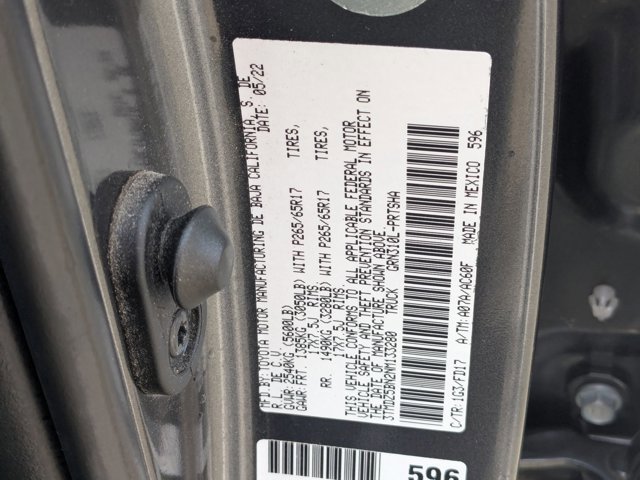 MFD.BY:TOYOTA MOTOR MANUFACTURING DE BAJA CALIFORNIA, S. DE
R.L. DE C.V. DATE: 05/22
GVWR:2540KG (5600LB)
GAWR:FRT. 1385KG (3050LB) WITH P265/65R17 TIRES,
17X7.5J RIMS
RR. 1490KG (3280LB) WITH P265/65R17 TIRES,
17X7.5J RIMS
THIS VEHICLE CONFORMS TO ALL APPLICABLE FEDERAL MOTOR
VEHICLE SAFETY AND THEFT PREVENTION STANDARDS IN EFFECT ON
THE DATE OF MANUFACTURE SHOWN ABOVE.
TRUCK GRN310L-PRTSHA
C/TR:1G3/FD17 A/TM:A07A/AC60F MADE IN MEXICO 596
596